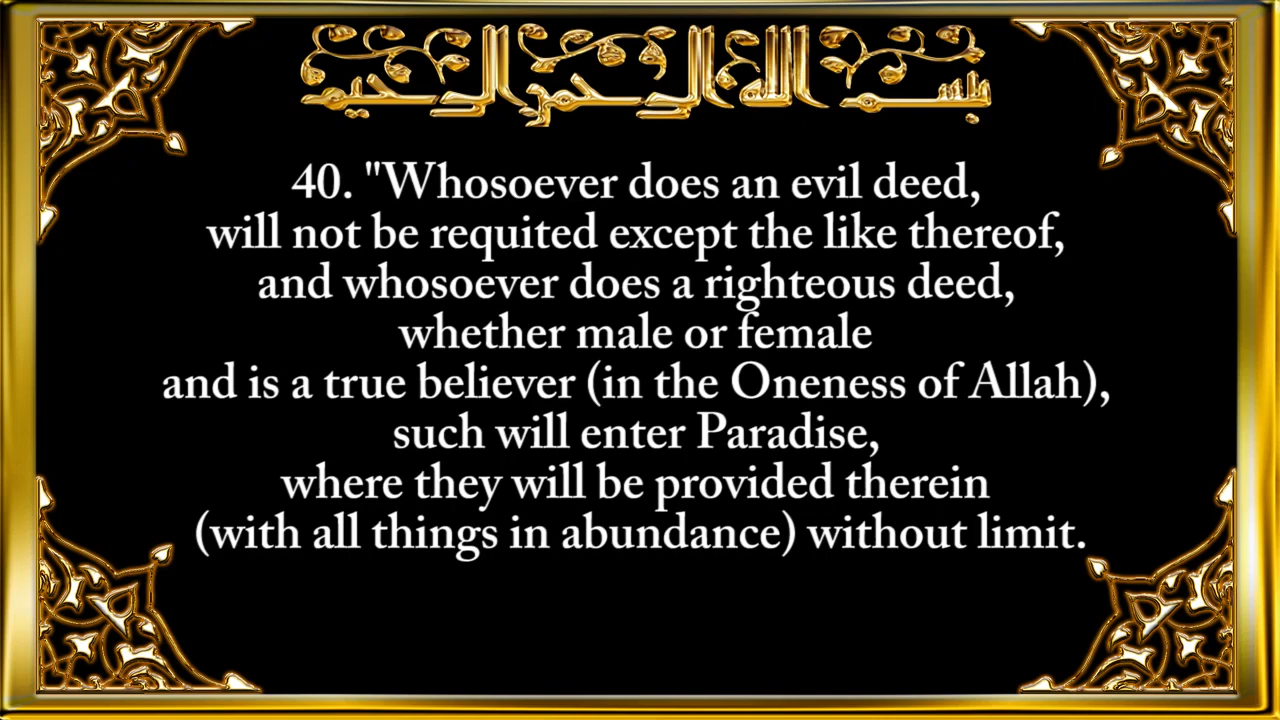 بسم الله الرحمن الرحيم
40. "Whosoever does an evil deed,
will not be requited except the like thereof,
and whosoever does a righteous deed,
whether male or female
and is a true believer (in the Oneness of Allah),
such will enter Paradise,
where they will be provided therein
(with all things in abundance) without limit.